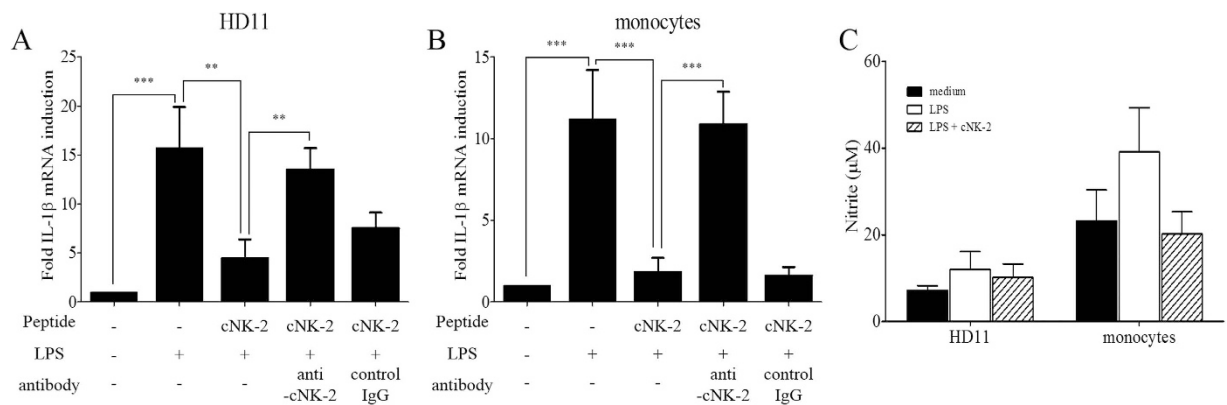 A
HD11
Fold IL-1β mRNA induction
25
20
15
10
5
0
***
**
**
Peptide - - cNK-2 cNK-2 cNK-2
LPS - + + + +
antibody - - - anti -cNK-2 control IgG
B
monocytes
Fold IL-1β mRNA induction
15
10
5
0
***
***
***
- - cNK-2 cNK-2 cNK-2
- + + + +
- - - anti -cNK-2 control IgG
C
Nitrite (μM)
60
40
20
0
medium
LPS
LPS + cNK-2
HD11 monocytes